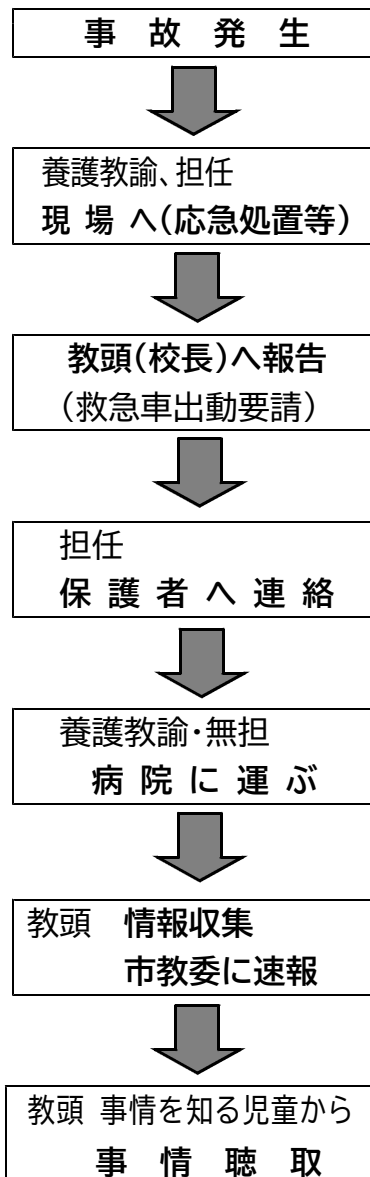 事 故 発 生
養護教諭、担任
現 場 へ(応急処置等)
教頭(校長)へ報告
(救急車出動要請)
担任
保 護 者 へ 連 絡
養護教諭・無担
病 院 に 運 ぶ
教頭 情報収集
市教委に速報
教頭 事情を知る児童から
事 情 聴 取